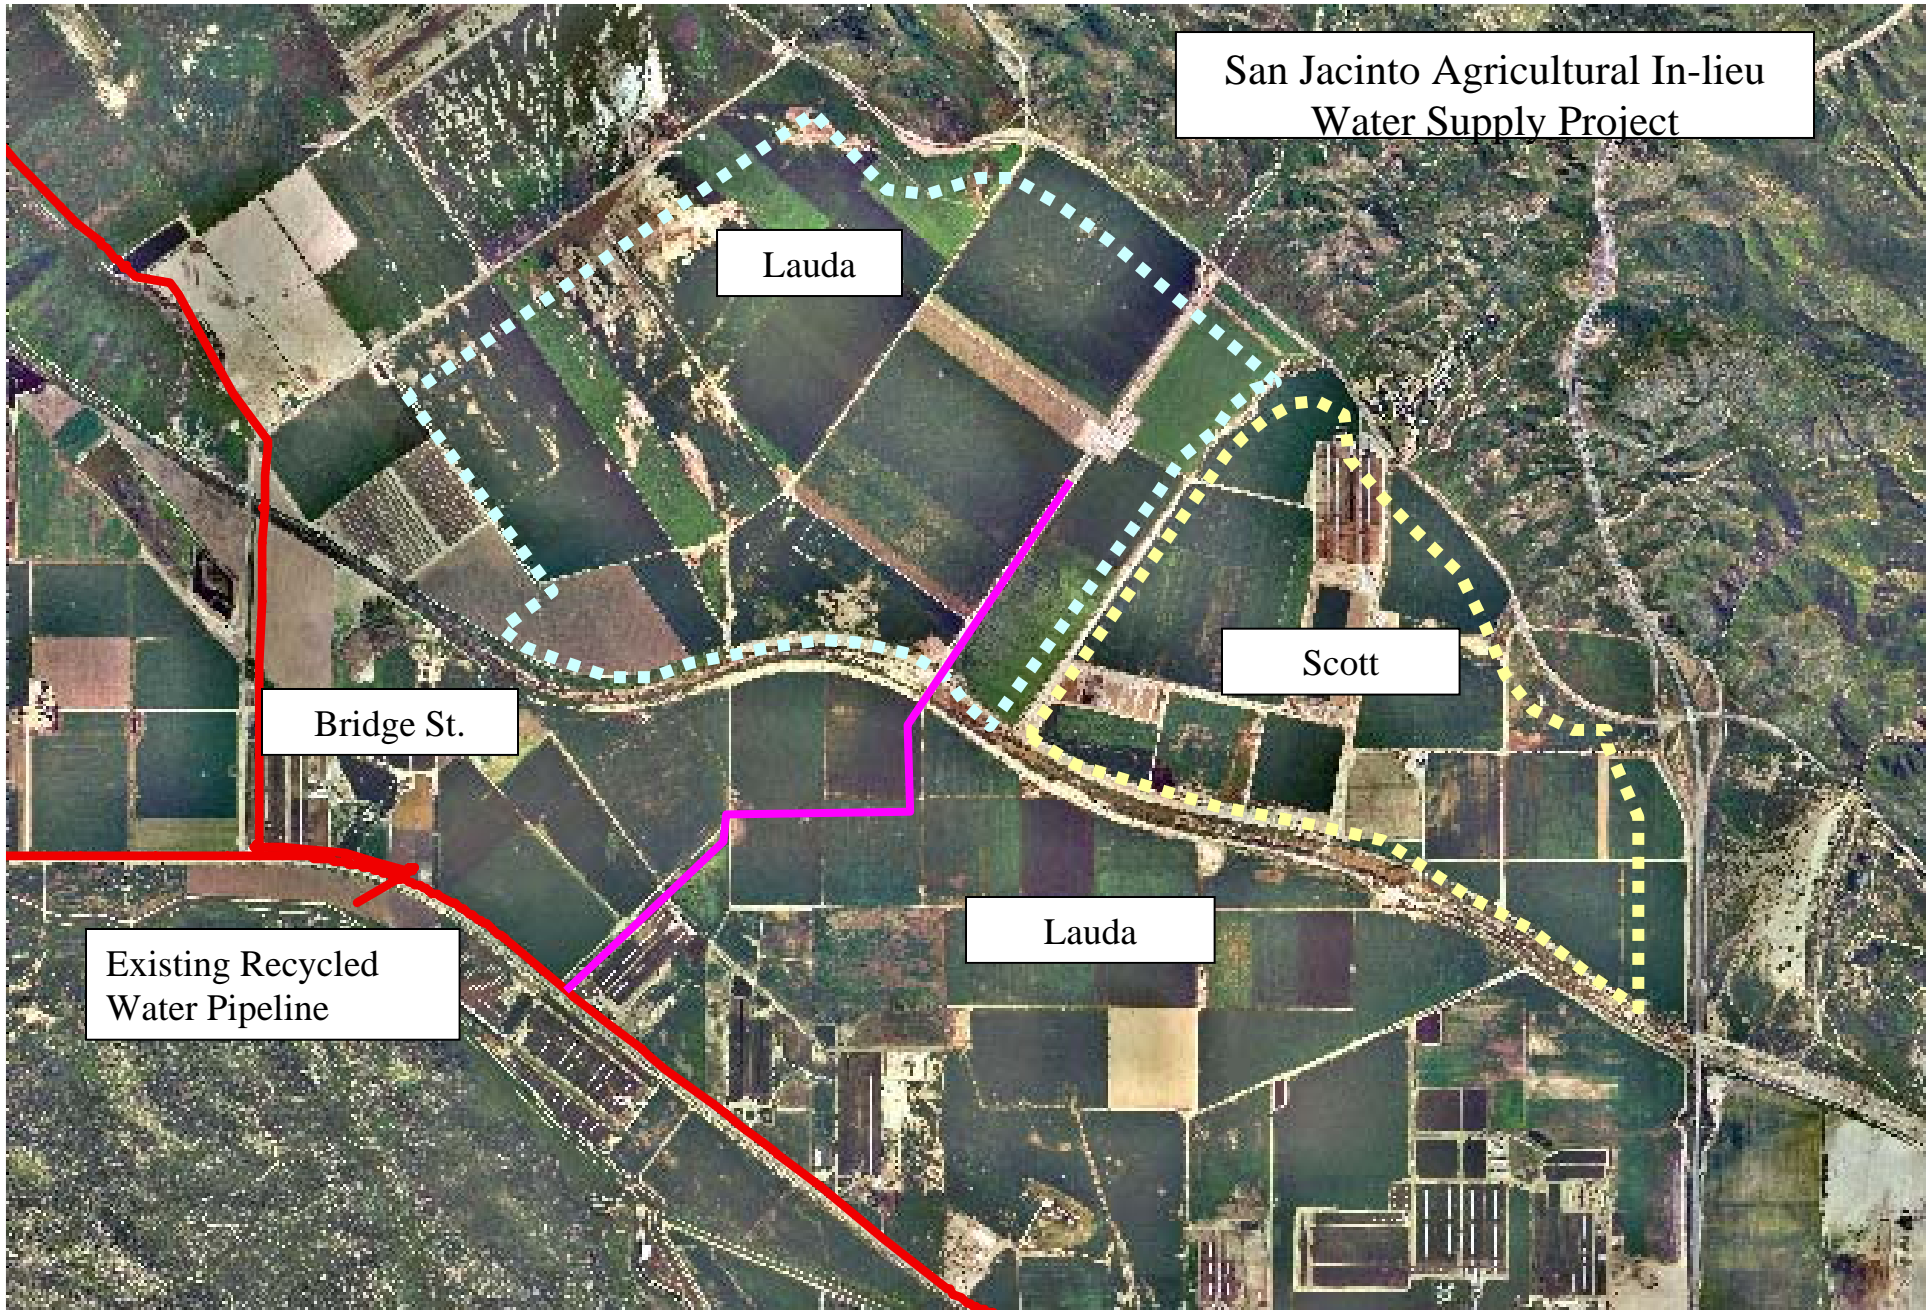 San Jacinto Agricultural In-lieu
Water Supply Project
Lauda
Scott
Bridge St.
Lauda
Existing Recycled
Water Pipeline